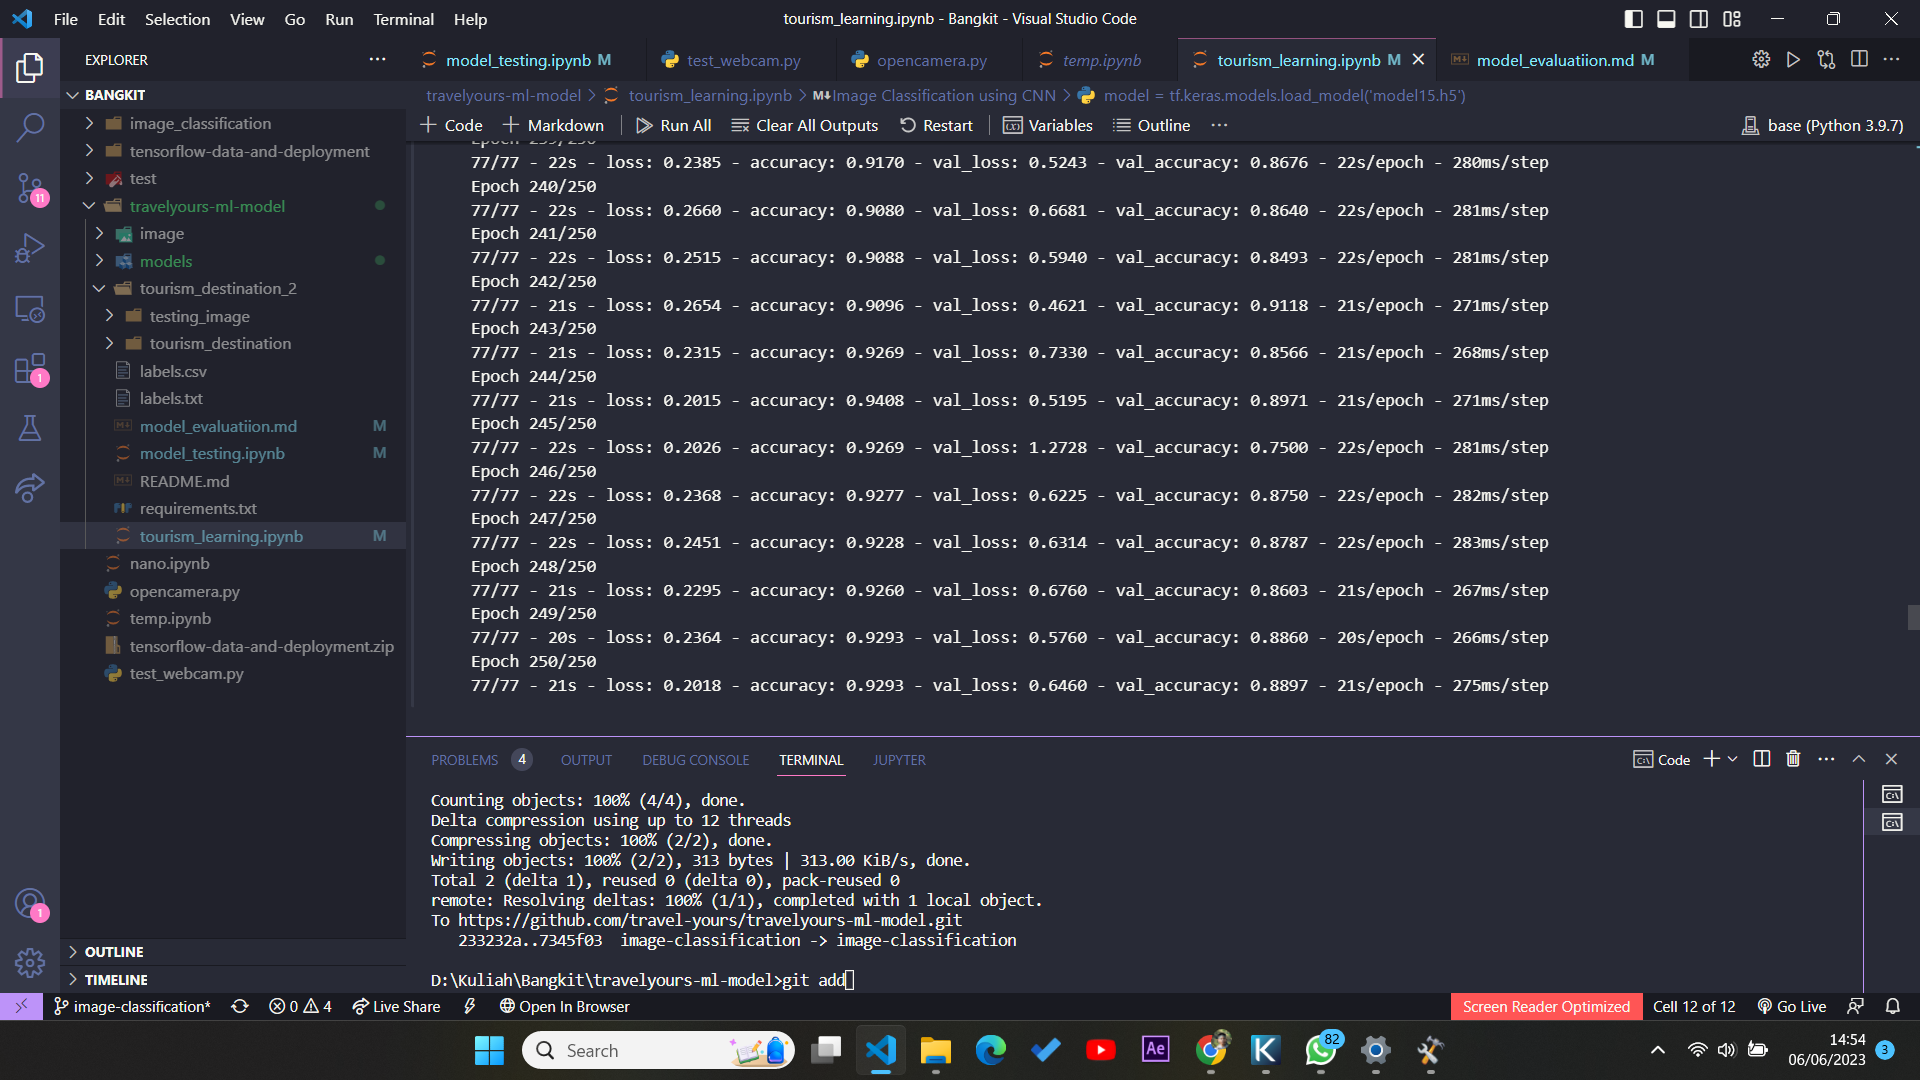 File Edit Selection View Go Run Terminal Help
tourism_learning.ipynb - Bangkit - Visual Studio Code
EXPLORER
model_testing.ipynb M
test_webcam.py
opencamera.py
temp.ipynb
tourism_learning.ipynb M
model_evaluatiion.md M
travelyours-ml-model > tourism_learning.ipynb > M↓Image Classification using CNN > model = tf.keras.models.load_model('model15.h5')
+ Code + Markdown Run All Clear All Outputs Restart Variables Outline ...
base (Python 3.9.7)
BANGKIT
image_classification
tensorflow-data-and-deployment
test
travelyours-ml-model
image
models
tourism_destination_2
testing_image
tourism_destination
labels.csv
labels.txt
model_evaluatiion.md M
model_testing.ipynb M
README.md
requirements.txt
tourism_learning.ipynb M
nano.ipynb
opencamera.py
temp.ipynb
tensorflow-data-and-deployment.zip
test_webcam.py
OUTLINE
TIMELINE
11
1
1
Epoch 239/250
77/77 - 22s - loss: 0.2385 - accuracy: 0.9170 - val_loss: 0.5243 - val_accuracy: 0.8676 - 22s/epoch - 280ms/step
Epoch 240/250
77/77 - 22s - loss: 0.2660 - accuracy: 0.9080 - val_loss: 0.6681 - val_accuracy: 0.8640 - 22s/epoch - 281ms/step
Epoch 241/250
77/77 - 22s - loss: 0.2515 - accuracy: 0.9088 - val_loss: 0.5940 - val_accuracy: 0.8493 - 22s/epoch - 281ms/step
Epoch 242/250
77/77 - 21s - loss: 0.2654 - accuracy: 0.9096 - val_loss: 0.4621 - val_accuracy: 0.9118 - 21s/epoch - 271ms/step
Epoch 243/250
77/77 - 21s - loss: 0.2315 - accuracy: 0.9269 - val_loss: 0.7330 - val_accuracy: 0.8566 - 21s/epoch - 268ms/step
Epoch 244/250
77/77 - 21s - loss: 0.2015 - accuracy: 0.9408 - val_loss: 0.5195 - val_accuracy: 0.8971 - 21s/epoch - 271ms/step
Epoch 245/250
77/77 - 22s - loss: 0.2026 - accuracy: 0.9269 - val_loss: 1.2728 - val_accuracy: 0.7500 - 22s/epoch - 281ms/step
Epoch 246/250
77/77 - 22s - loss: 0.2368 - accuracy: 0.9277 - val_loss: 0.6225 - val_accuracy: 0.8750 - 22s/epoch - 282ms/step
Epoch 247/250
77/77 - 22s - loss: 0.2451 - accuracy: 0.9228 - val_loss: 0.6314 - val_accuracy: 0.8787 - 22s/epoch - 283ms/step
Epoch 248/250
77/77 - 21s - loss: 0.2295 - accuracy: 0.9260 - val_loss: 0.6760 - val_accuracy: 0.8603 - 21s/epoch - 267ms/step
Epoch 249/250
77/77 - 20s - loss: 0.2364 - accuracy: 0.9293 - val_loss: 0.5760 - val_accuracy: 0.8860 - 20s/epoch - 266ms/step
Epoch 250/250
77/77 - 21s - loss: 0.2018 - accuracy: 0.9293 - val_loss: 0.6460 - val_accuracy: 0.8897 - 21s/epoch - 275ms/step
PROBLEMS 4 OUTPUT DEBUG CONSOLE TERMINAL JUPYTER
Code
Counting objects: 100% (4/4), done.
Delta compression using up to 12 threads
Compressing objects: 100% (2/2), done.
Writing objects: 100% (2/2), 313 bytes | 313.00 KiB/s, done.
Total 2 (delta 1), reused 0 (delta 0), pack-reused 0
remote: Resolving deltas: 100% (1/1), completed with 1 local object.
To https://github.com/travel-yours/travelyours-ml-model.git
233232a..7345f03 image-classification -> image-classification
D:\Kuliah\Bangkit\travelyours-ml-model>git add
image-classification* 0 4 Live Share Open In Browser
Screen Reader Optimized Cell 12 of 12 Go Live
Search
Ae
K
82
14:54
06/06/2023
3